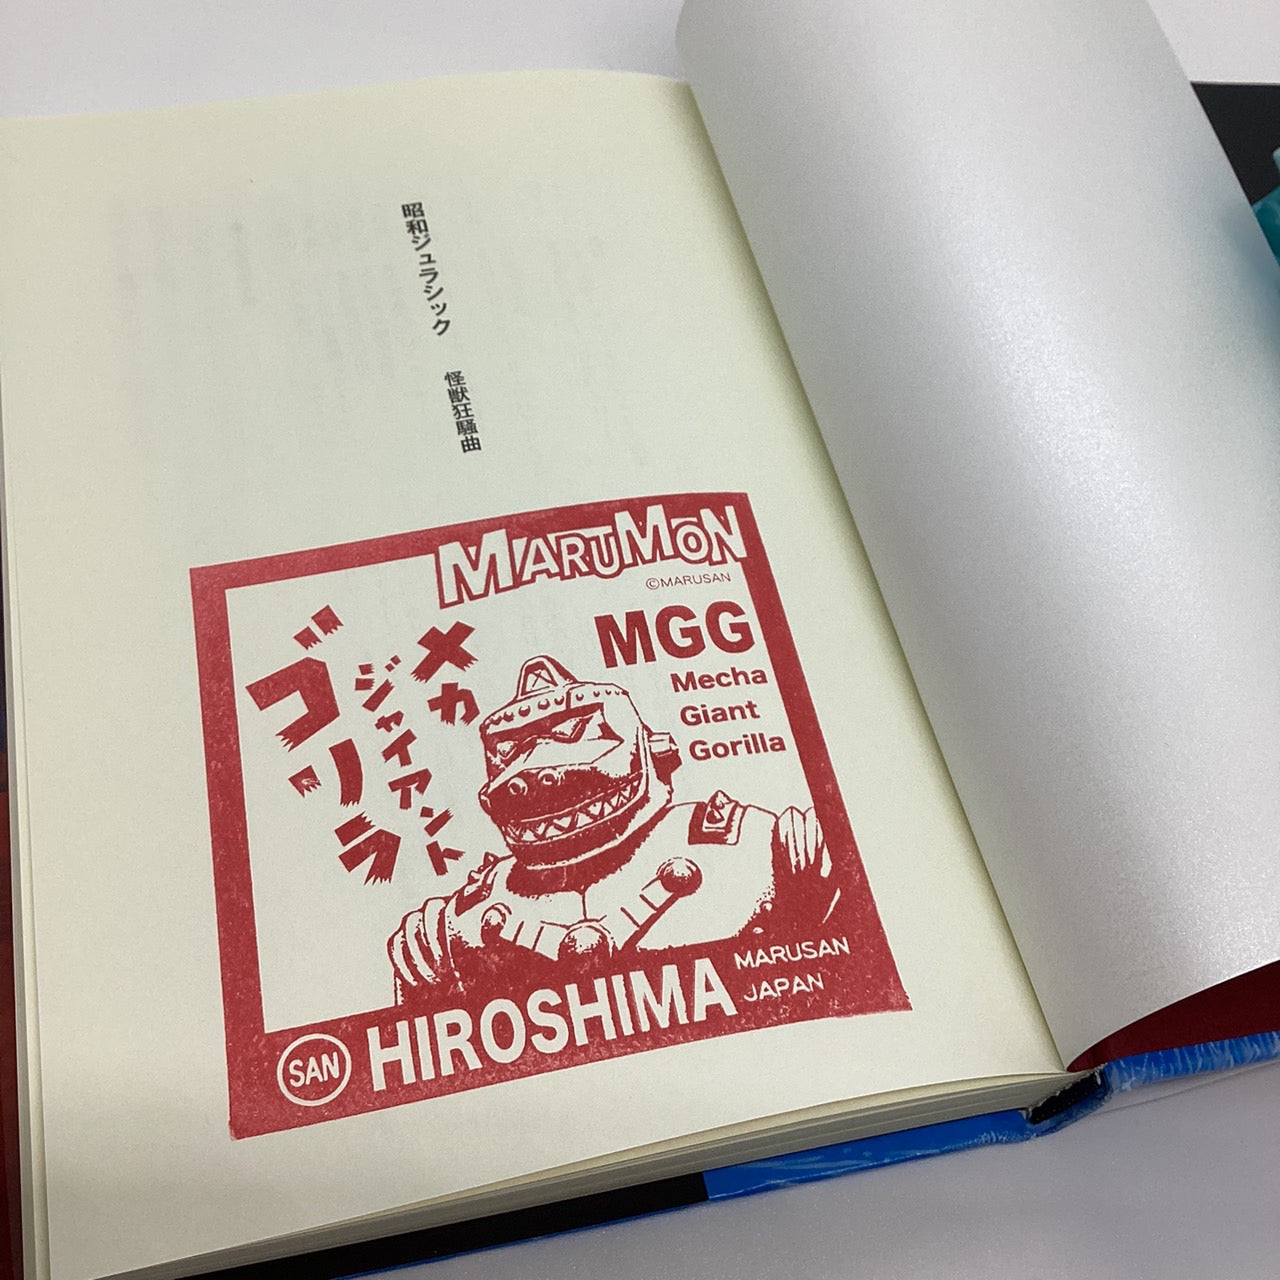 昭和ジュラシック 怪獣狂騒曲
MARUMON
©MARUSAN
MGG
Mecha
Giant
Gorilla
メカ
ジャイアント
ゴリラ
SAN
HIROSHIMA
MARUSAN
JAPAN